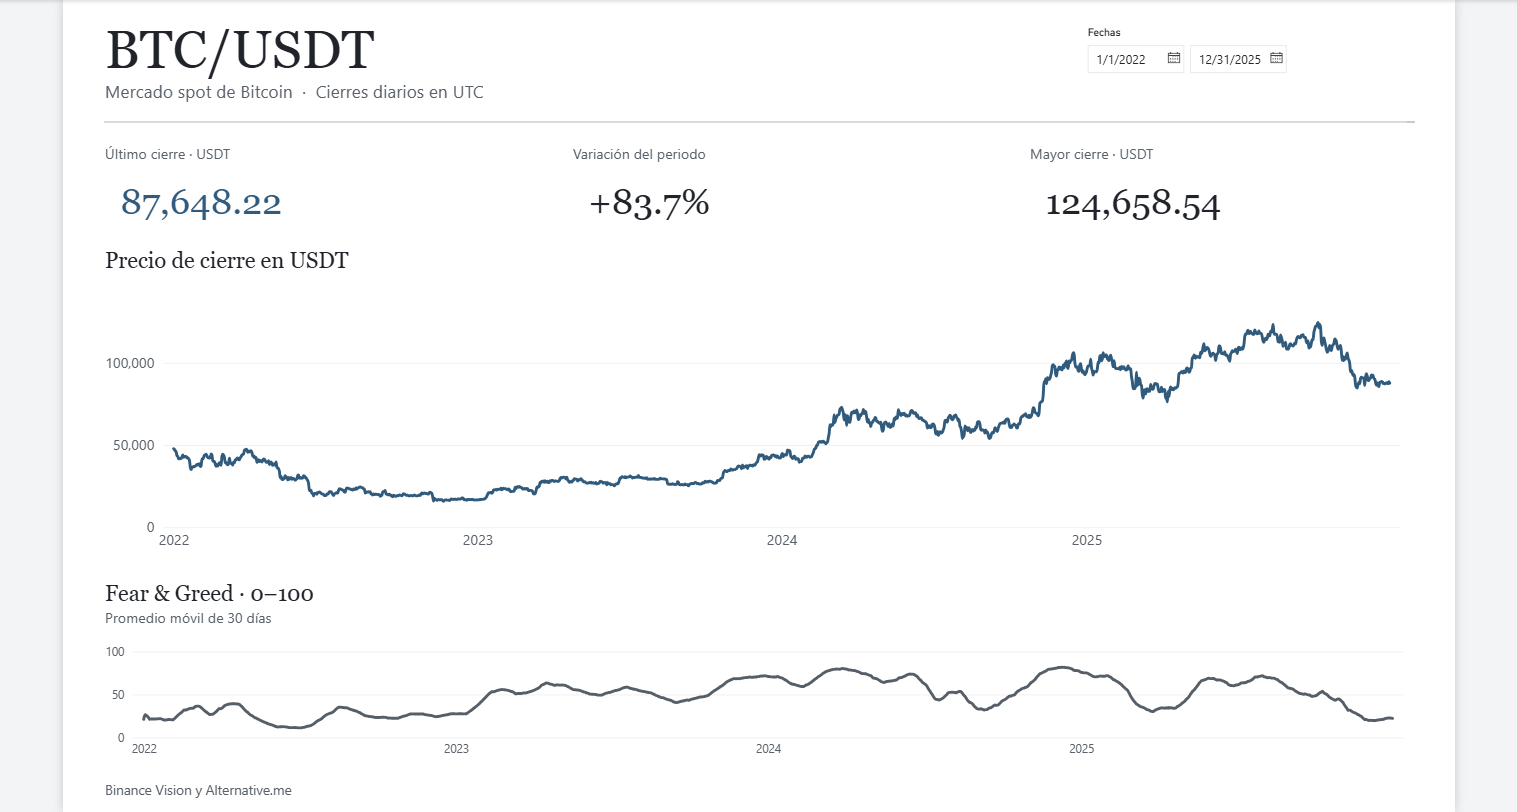 BTC/USDT
Mercado spot de Bitcoin · Cierres diarios en UTC
Fechas
1/1/2022 12/31/2025
Último cierre · USDT
87,648.22
Variación del periodo
+83.7%
Mayor cierre · USDT
124,658.54
Precio de cierre en USDT
100,000
50,000
0
2022 2023 2024 2025
Fear & Greed · 0–100
Promedio móvil de 30 días
100
50
0
2022 2023 2024 2025
Binance Vision y Alternative.me